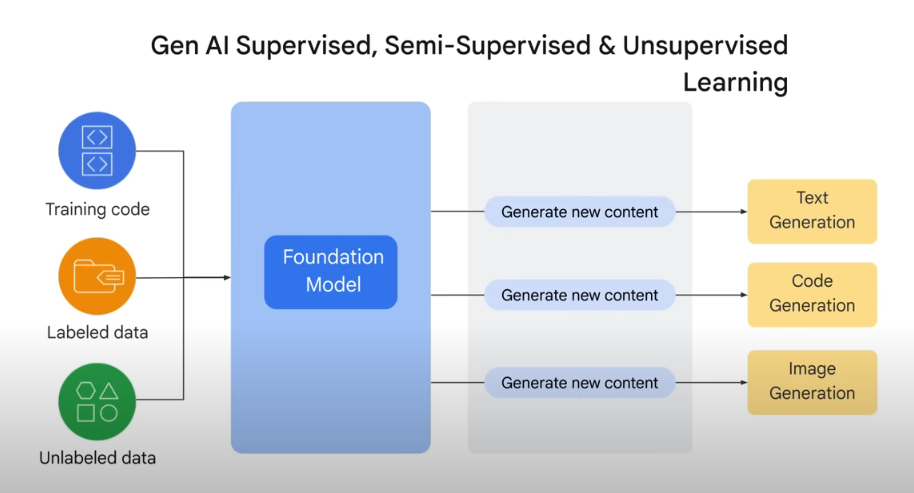 Gen AI Supervised, Semi-Supervised & Unsupervised
Learning
Training code
Labeled data
Unlabeled data
Foundation
Model
Generate new content
Generate new content
Generate new content
Text
Generation
Code
Generation
Image
Generation